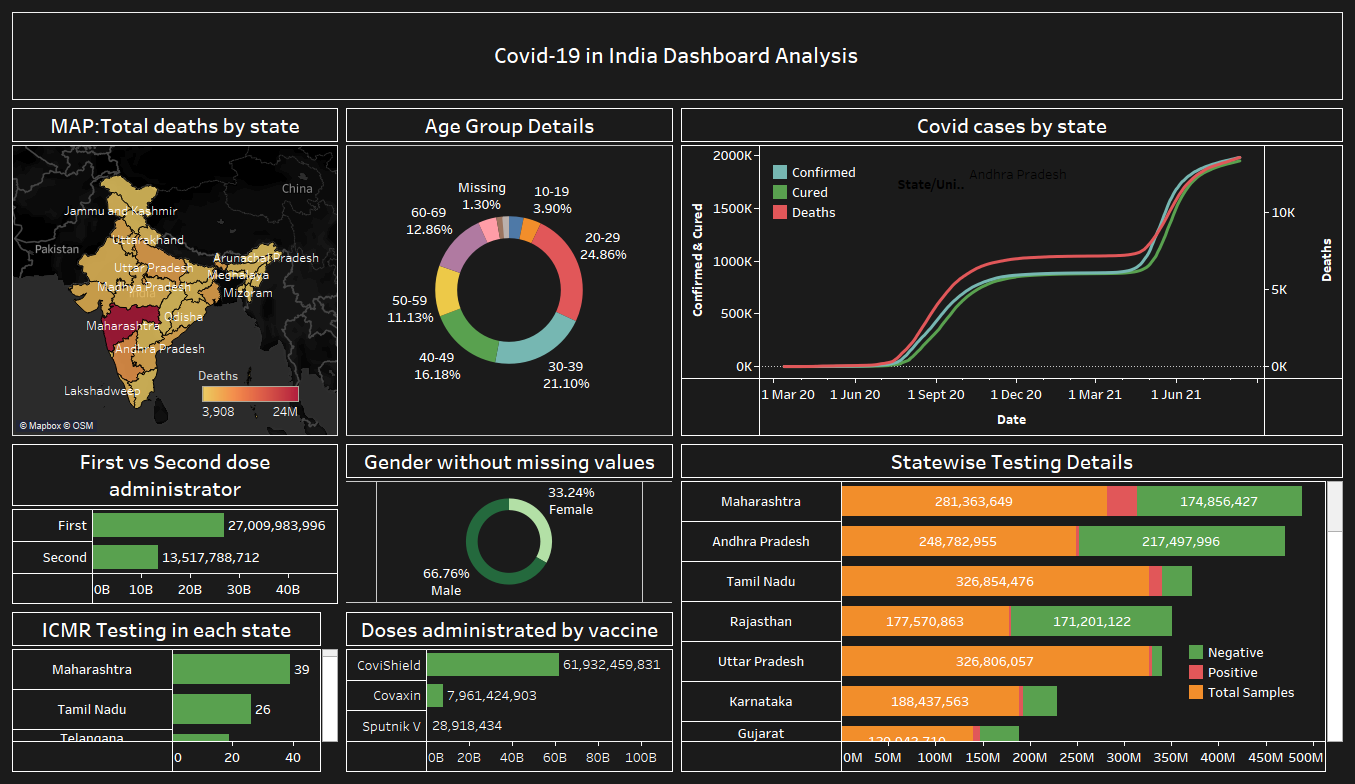 Covid-19 in India Dashboard Analysis
MAP:Total deaths by state
China
Jammu and Kashmir
Pakistan
Uttarakhand
Arunachal Pradesh
Uttar Pradesh
Meghalaya
Madhya Pradesh
India
Mizoram
Odisha
Maharashtra
Andhra Pradesh
Lakshadweep
Deaths
3,908 24M
© Mapbox © OSM
Age Group Details
Missing
1.30%
10-19
3.90%
60-69
12.86%
20-29
24.86%
50-59
11.13%
40-49
16.18%
30-39
21.10%
Covid cases by state
Confirmed & Cured
2000K
1500K
1000K
500K
0K
Confirmed
Cured
Deaths
State/Uni..
Andhra Pradesh
10K
5K
0K
Deaths
1 Mar 20 1 Jun 20 1 Sept 20 1 Dec 20 1 Mar 21 1 Jun 21
Date
First vs Second dose
administrator
First 27,009,983,996
Second 13,517,788,712
0B 10B 20B 30B 40B
Gender without missing values
33.24%
Female
66.76%
Male
Statewise Testing Details
Maharashtra 281,363,649 174,856,427
Andhra Pradesh 248,782,955 217,497,996
Tamil Nadu 326,854,476
Rajasthan 177,570,863 171,201,122
Uttar Pradesh 326,806,057
Karnataka 188,437,563
Gujarat
Negative
Positive
Total Samples
0M 50M 100M 150M 200M 250M 300M 350M 400M 450M 500M
ICMR Testing in each state
Maharashtra 39
Tamil Nadu 26
Telangana
0 20 40
Doses administrated by vaccine
CoviShield 61,932,459,831
Covaxin 7,961,424,903
Sputnik V 28,918,434
0B 20B 40B 60B 80B 100B